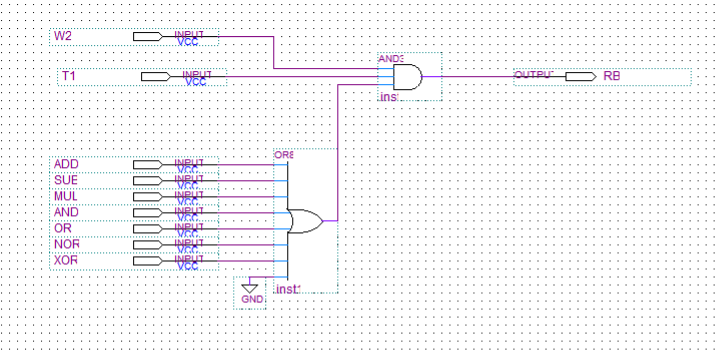 W2 INPUT VCC
AND3
T1 INPUT VCC
OUTPUT RB
inst
OR8
ADD INPUT VCC
SUB INPUT VCC
MUL INPUT VCC
AND INPUT VCC
OR INPUT VCC
NOR INPUT VCC
XOR INPUT VCC
GND
inst1